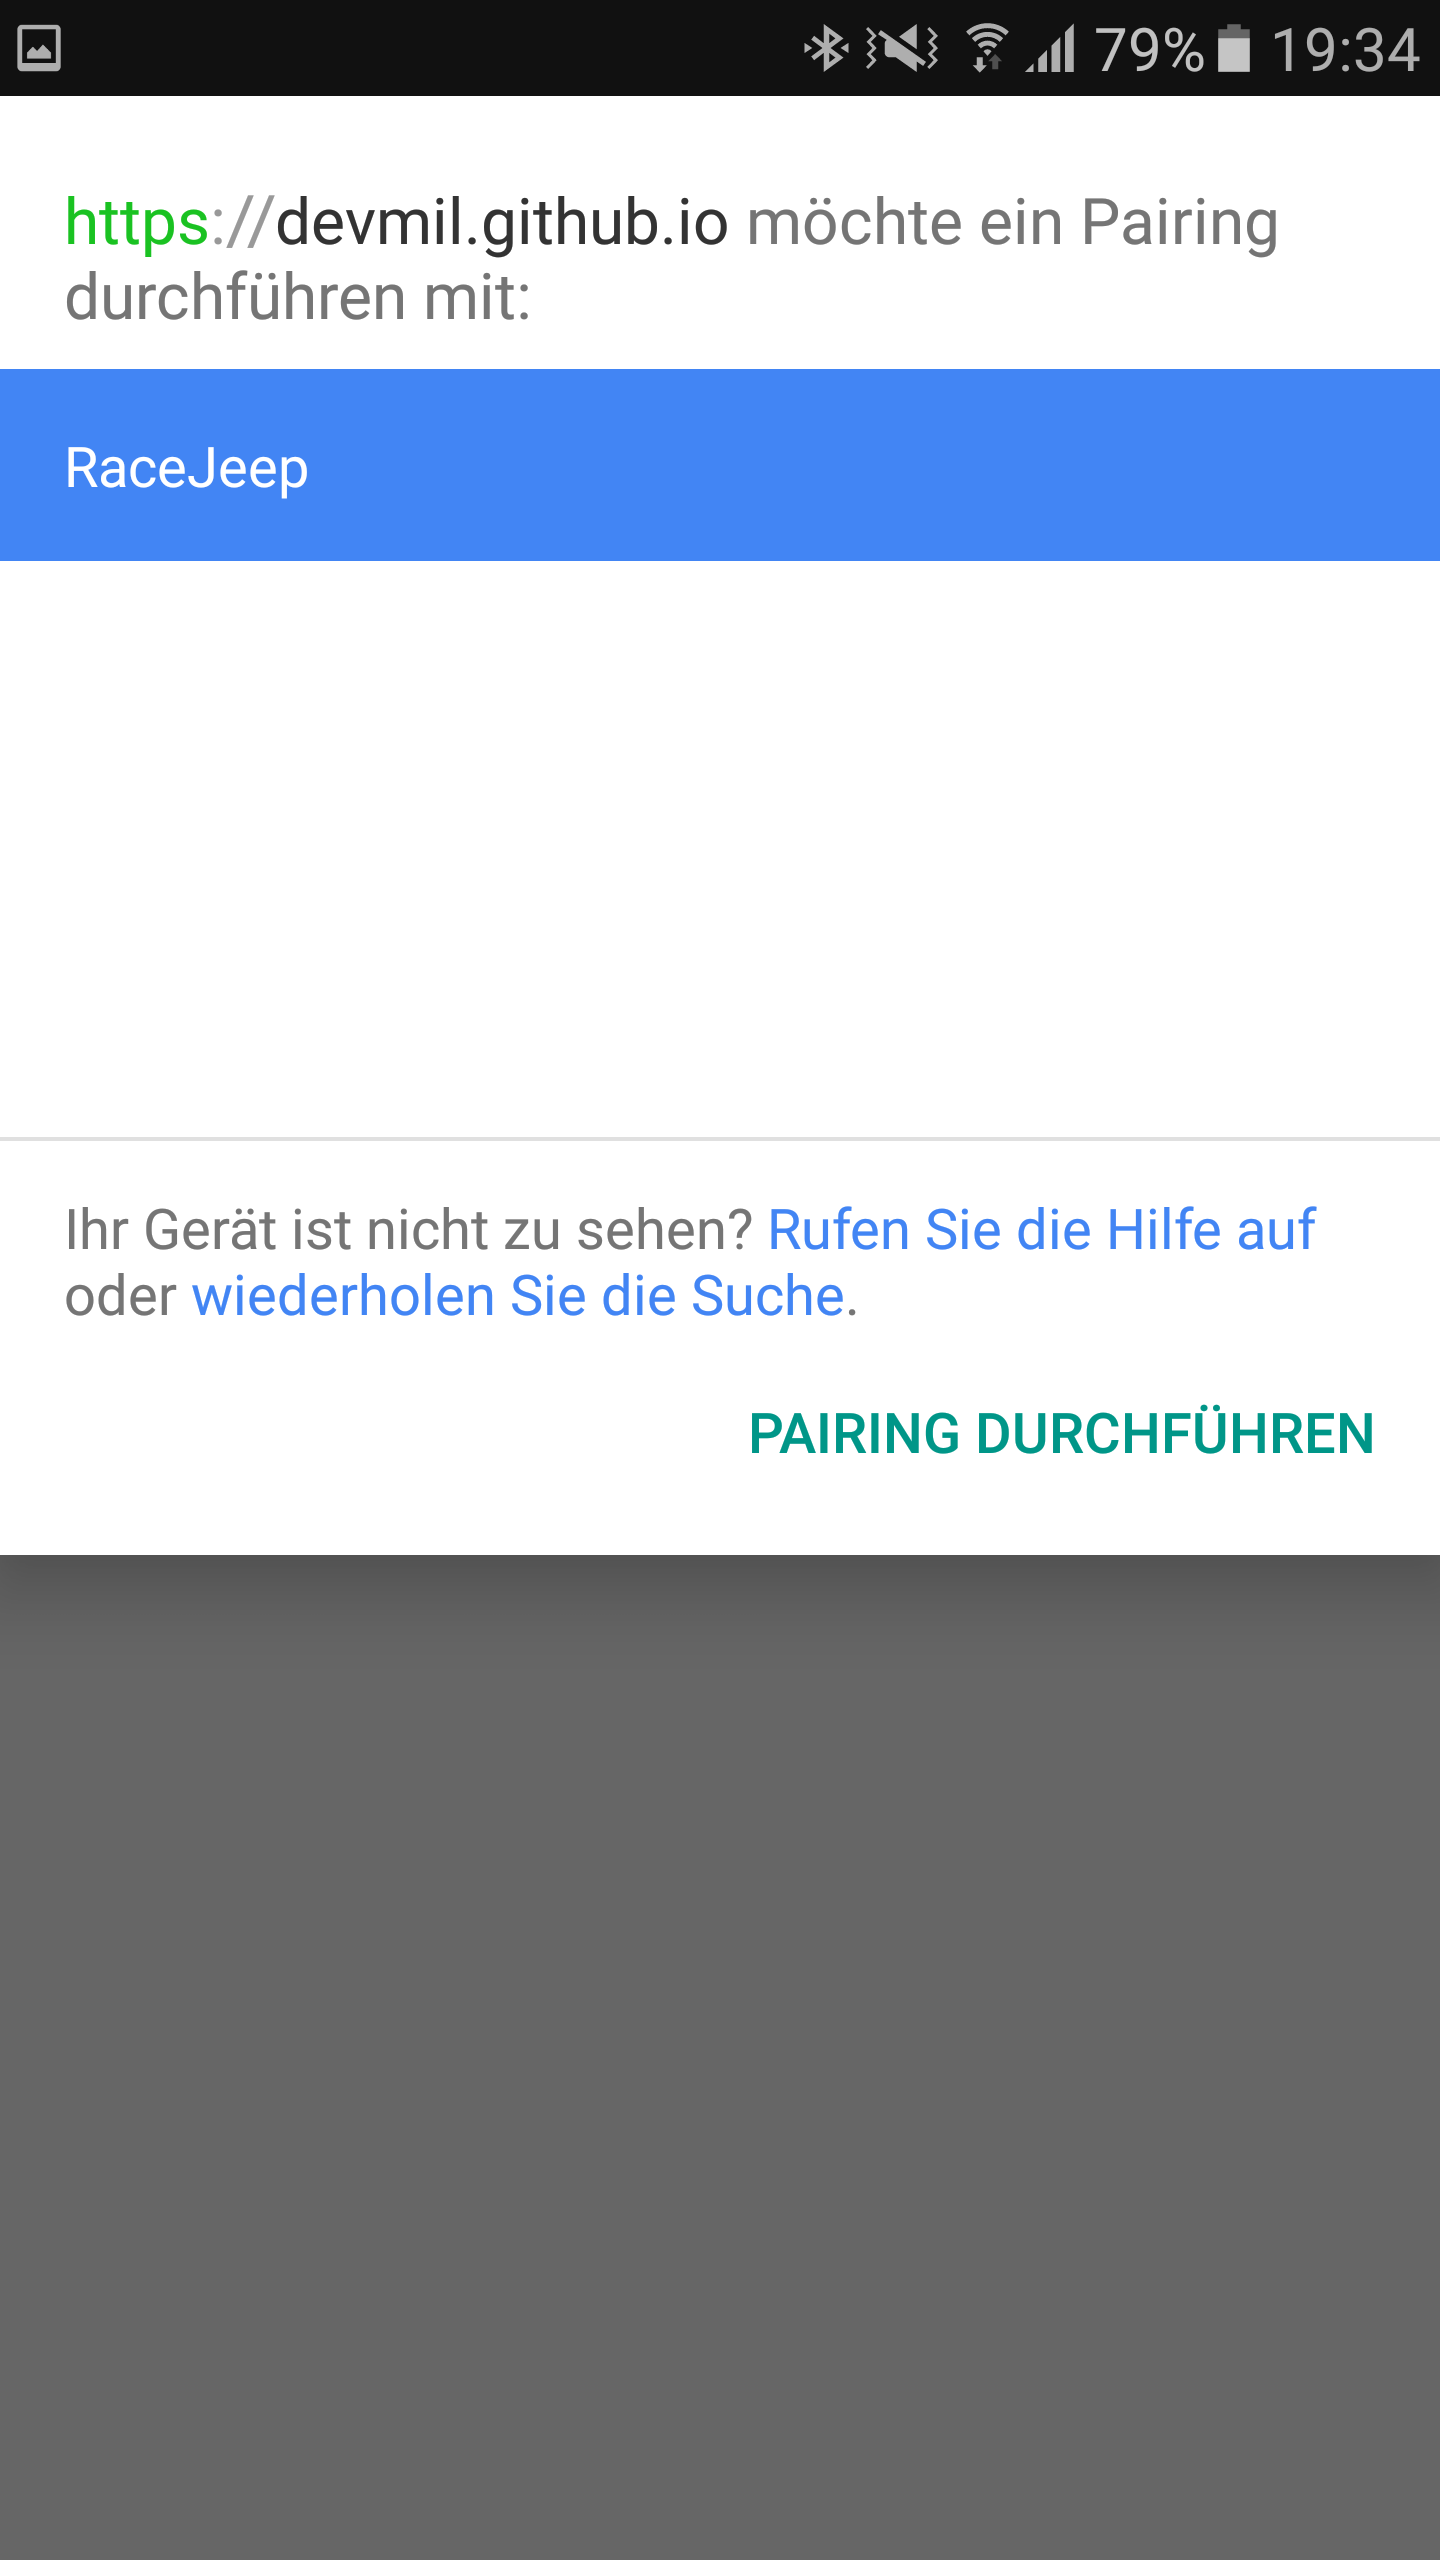 79% 19:34
https://devmil.github.io möchte ein Pairing
durchführen mit:
RaceJeep
Ihr Gerät ist nicht zu sehen? Rufen Sie die Hilfe auf
oder wiederholen Sie die Suche.
PAIRING DURCHFÜHREN